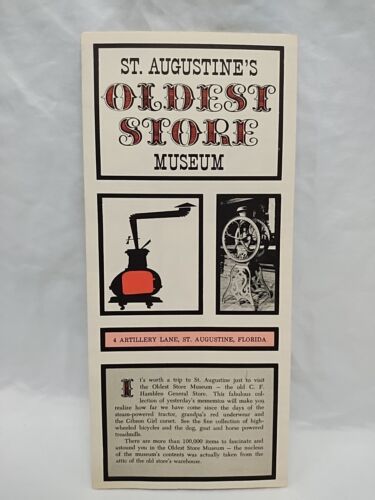 ST. AUGUSTINE'S
OLDEST
STORE
MUSEUM
4 ARTILLERY LANE, ST. AUGUSTINE, FLORIDA
It's worth a trip to St. Augustine just to visit
the Oldest Store Museum — the old C. F.
Hamblen General Store. This fabulous col-
lection of yesterday's mementos will make you
realize how far we have come since the days of the
steam-powered tractor, grandpa's red underwear and
the Gibson Girl corset. See the fine collection of high-
wheeled bicycles and the dog, goat and horse powered
treadmills.
There are more than 100,000 items to fascinate and
astound you in the Oldest Store Museum — the nucleus
of the museum's contents was actually taken from the
attic of the old store's warehouse.